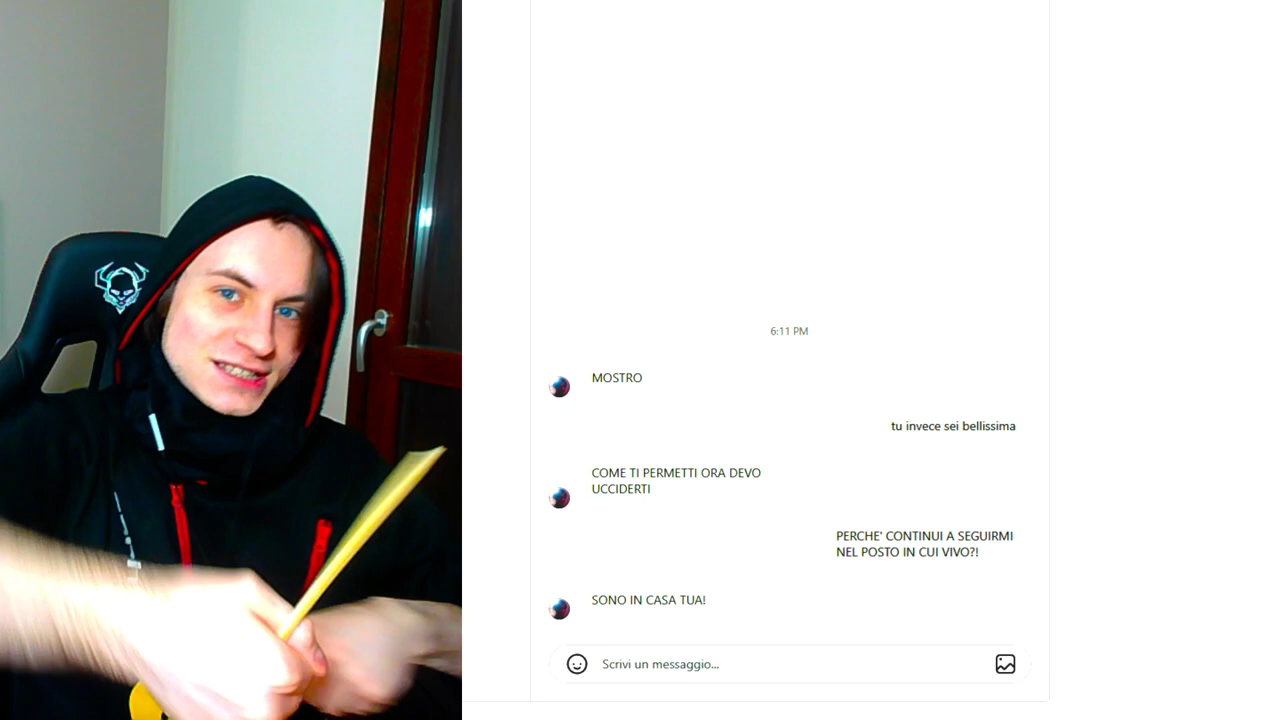 6:11 PM
MOSTRO
tu invece sei bellissima
COME TI PERMETTI ORA DEVO
UCCIDERTI
PERCHE' CONTINUI A SEGUIRMI
NEL POSTO IN CUI VIVO?!
SONO IN CASA TUA!
Scrivi un messaggio...